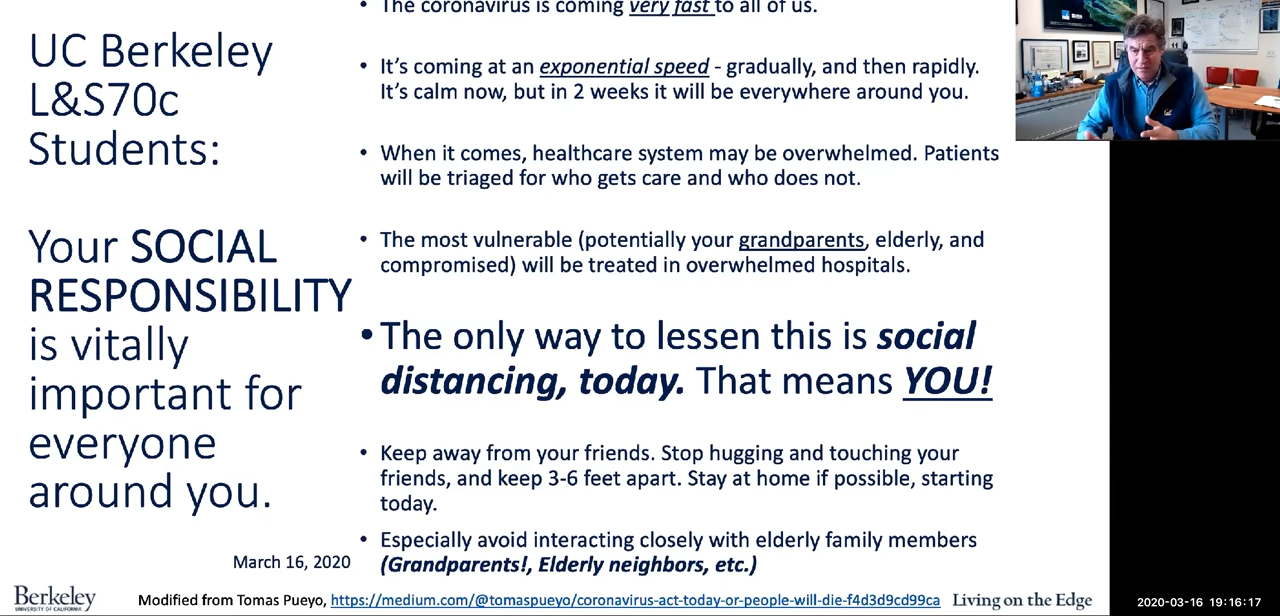 UC Berkeley
L&S70c
Students:
Your SOCIAL
RESPONSIBILITY
is vitally
important for
everyone
around you.
March 16, 2020
• The coronavirus is coming very fast to all of us.
• It’s coming at an exponential speed - gradually, and then rapidly.
It’s calm now, but in 2 weeks it will be everywhere around you.
• When it comes, healthcare system may be overwhelmed. Patients
will be triaged for who gets care and who does not.
• The most vulnerable (potentially your grandparents, elderly, and
compromised) will be treated in overwhelmed hospitals.
• The only way to lessen this is social
distancing, today. That means YOU!
• Keep away from your friends. Stop hugging and touching your
friends, and keep 3-6 feet apart. Stay at home if possible, starting
today.
• Especially avoid interacting closely with elderly family members
(Grandparents!, Elderly neighbors, etc.)
Berkeley
UNIVERSITY OF CALIFORNIA
Modified from Tomas Pueyo, https://medium.com/@tomaspueyo/coronavirus-act-today-or-people-will-die-f4d3d9cd99ca
Living on the Edge
2020-03-16 19:16:17